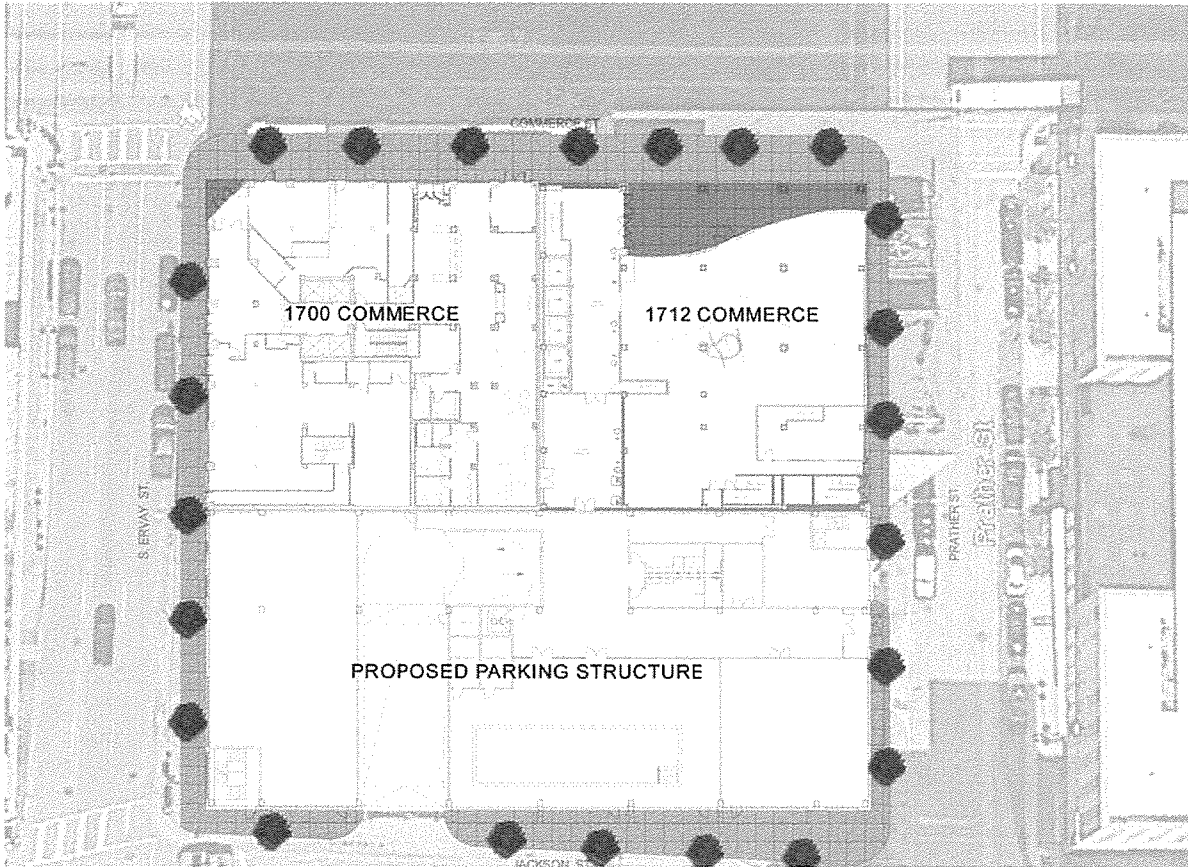 COMMERCE ST
1700 COMMERCE
1712 COMMERCE
S. ERVAY ST
PRATHER ST
Prather St
PROPOSED PARKING STRUCTURE
JACKSON ST